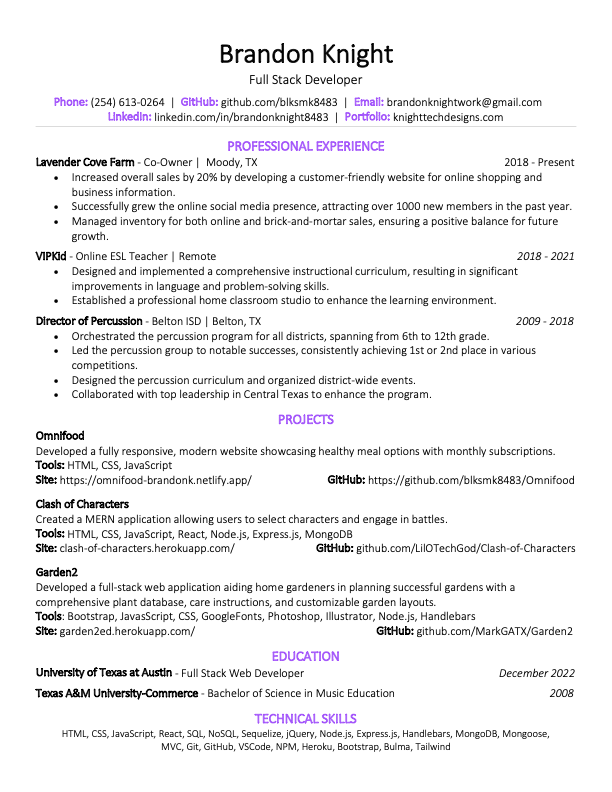 Brandon Knight
Full Stack Developer
Phone: (254) 613-0264 | GitHub: github.com/blksmk8483 | Email: brandonknightwork@gmail.com
LinkedIn: linkedin.com/in/brandonknight8483 | Portfolio: knighttechdesigns.com
PROFESSIONAL EXPERIENCE
Lavender Cove Farm - Co-Owner | Moody, TX 2018 - Present
• Increased overall sales by 20% by developing a customer-friendly website for online shopping and
business information.
• Successfully grew the online social media presence, attracting over 1000 new members in the past year.
• Managed inventory for both online and brick-and-mortar sales, ensuring a positive balance for future
growth.
VIPKid - Online ESL Teacher | Remote 2018 - 2021
• Designed and implemented a comprehensive instructional curriculum, resulting in significant
improvements in language and problem-solving skills.
• Established a professional home classroom studio to enhance the learning environment.
Director of Percussion - Belton ISD | Belton, TX 2009 - 2018
• Orchestrated the percussion program for all districts, spanning from 6th to 12th grade.
• Led the percussion group to notable successes, consistently achieving 1st or 2nd place in various
competitions.
• Designed the percussion curriculum and organized district-wide events.
• Collaborated with top leadership in Central Texas to enhance the program.
PROJECTS
Omnifood
Developed a fully responsive, modern website showcasing healthy meal options with monthly subscriptions.
Tools: HTML, CSS, JavaScript
Site: https://omnifood-brandonk.netlify.app/ GitHub: https://github.com/blksmk8483/Omnifood
Clash of Characters
Created a MERN application allowing users to select characters and engage in battles.
Tools: HTML, CSS, JavaScript, React, Node.js, Express.js, MongoDB
Site: clash-of-characters.herokuapp.com/ GitHub: github.com/LilOTechGod/Clash-of-Characters
Garden2
Developed a full-stack web application aiding home gardeners in planning successful gardens with a
comprehensive plant database, care instructions, and customizable garden layouts.
Tools: Bootstrap, JavaScript, CSS, GoogleFonts, Photoshop, Illustrator, Node.js, Handlebars
Site: garden2ed.herokuapp.com/ GitHub: github.com/MarkGATX/Garden2
EDUCATION
University of Texas at Austin - Full Stack Web Developer December 2022
Texas A&M University-Commerce - Bachelor of Science in Music Education 2008
TECHNICAL SKILLS
HTML, CSS, JavaScript, React, SQL, NoSQL, Sequelize, jQuery, Node.js, Express.js, Handlebars, MongoDB, Mongoose,
MVC, Git, GitHub, VSCode, NPM, Heroku, Bootstrap, Bulma, Tailwind